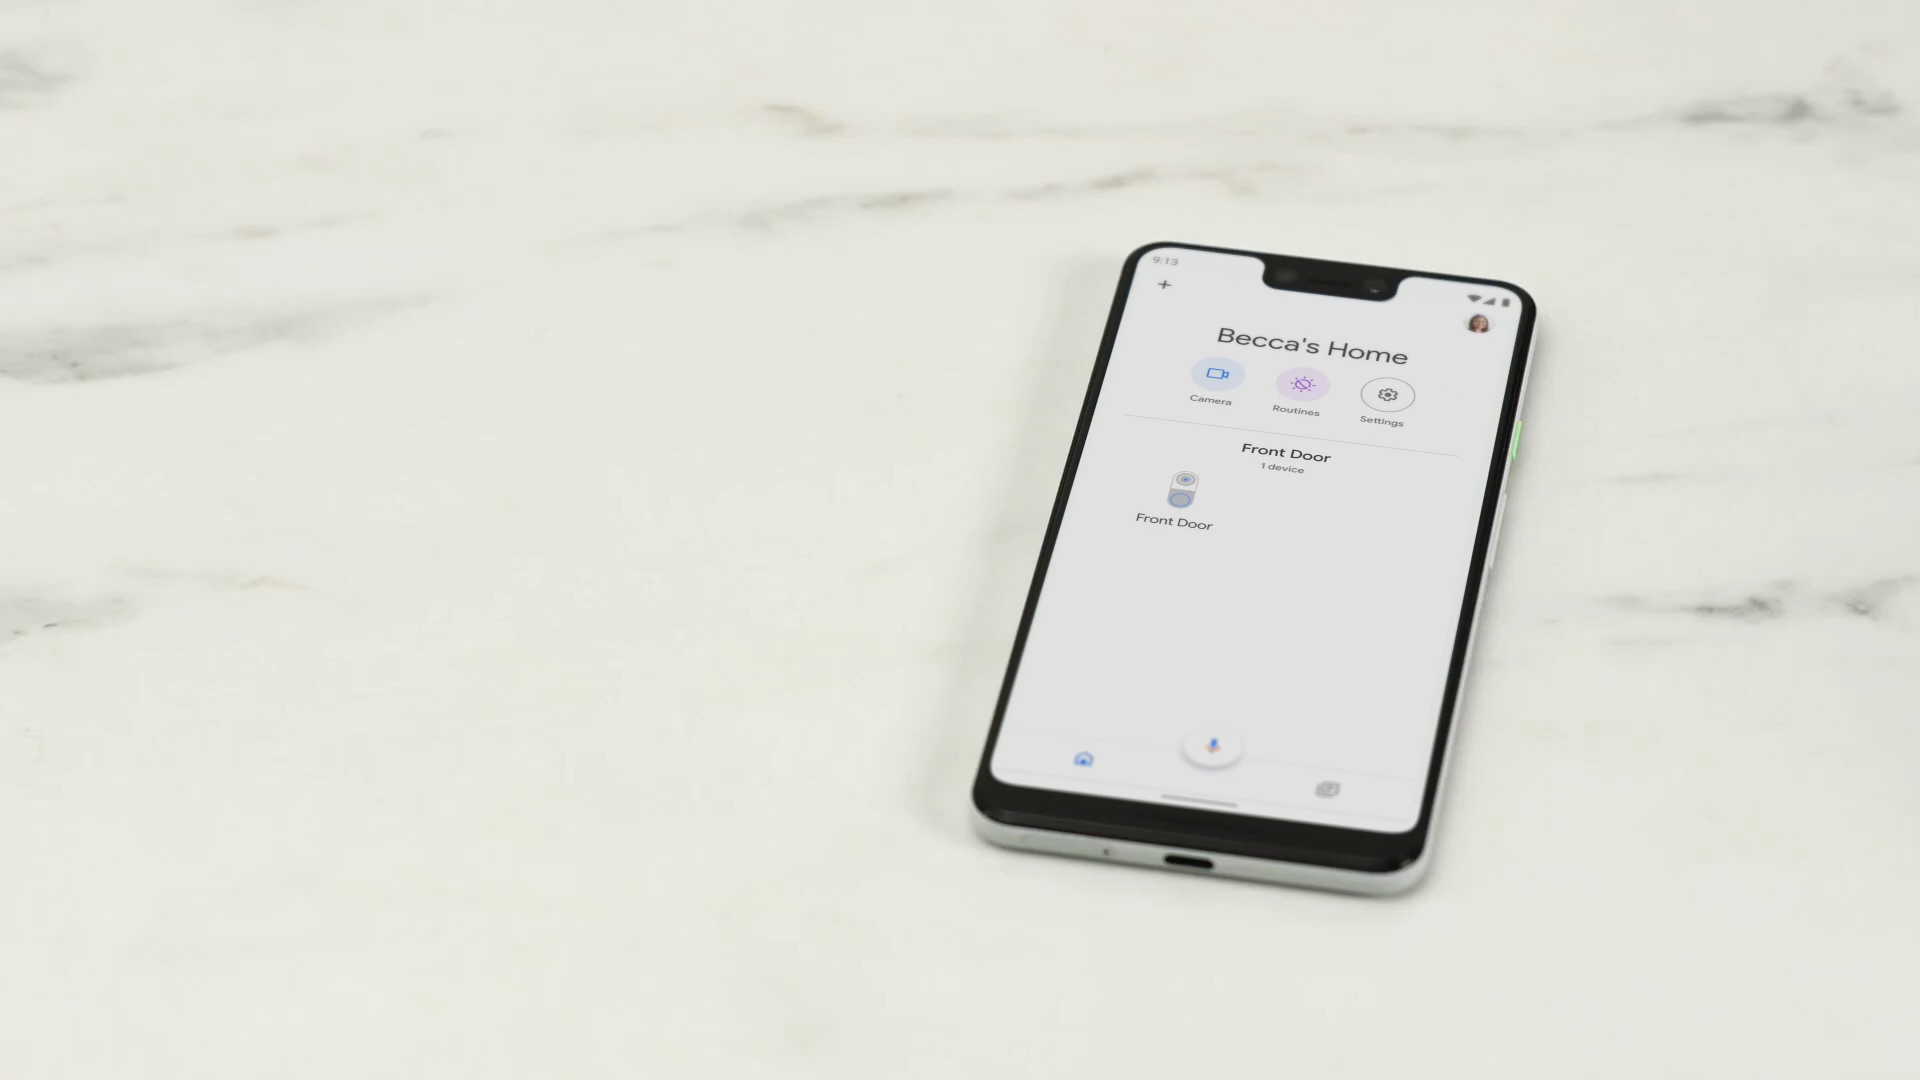 9:13
Becca's Home
Camera
Routines
Settings
Front Door
1 device
Front Door